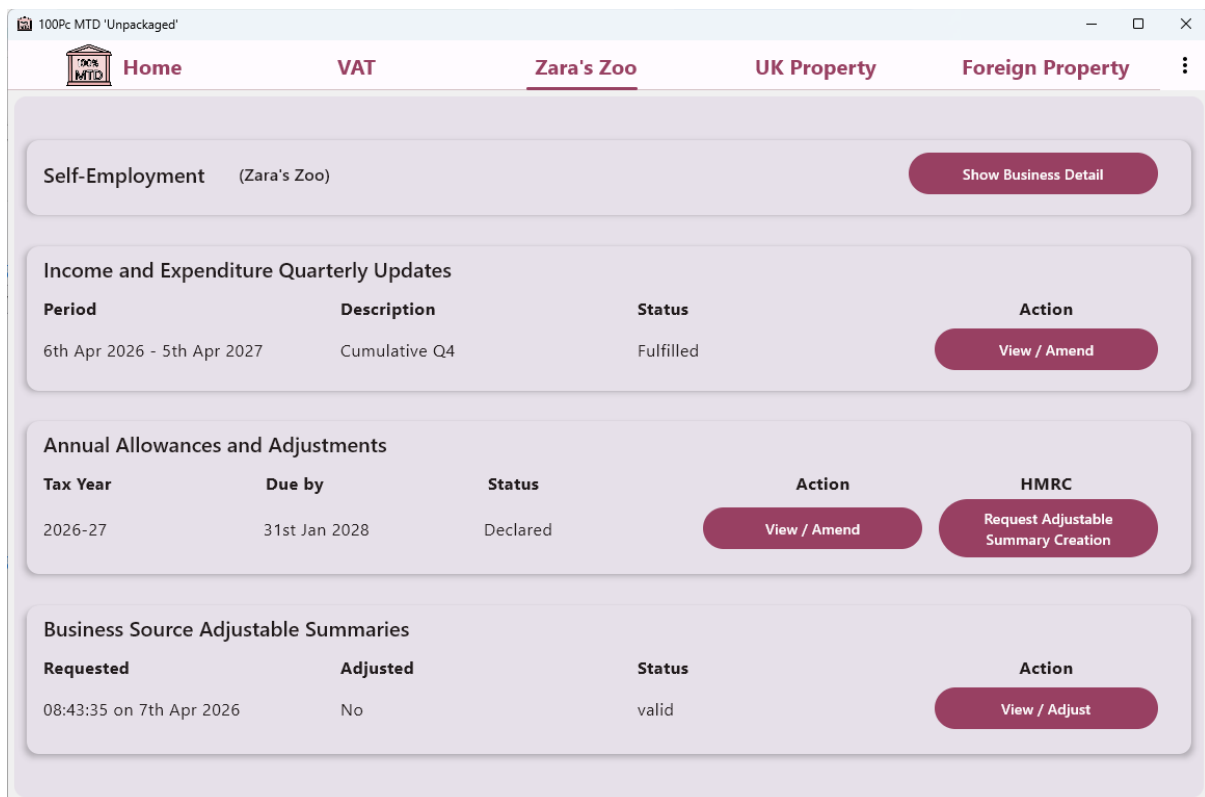 100Pc MTD 'Unpackaged'
100% MTD Home VAT Zara's Zoo UK Property Foreign Property
Self-Employment (Zara's Zoo) Show Business Detail
Income and Expenditure Quarterly Updates
Period Description Status Action
6th Apr 2026 - 5th Apr 2027 Cumulative Q4 Fulfilled View / Amend
Annual Allowances and Adjustments
Tax Year Due by Status Action HMRC
2026-27 31st Jan 2028 Declared View / Amend Request Adjustable
Summary Creation
Business Source Adjustable Summaries
Requested Adjusted Status Action
08:43:35 on 7th Apr 2026 No valid View / Adjust